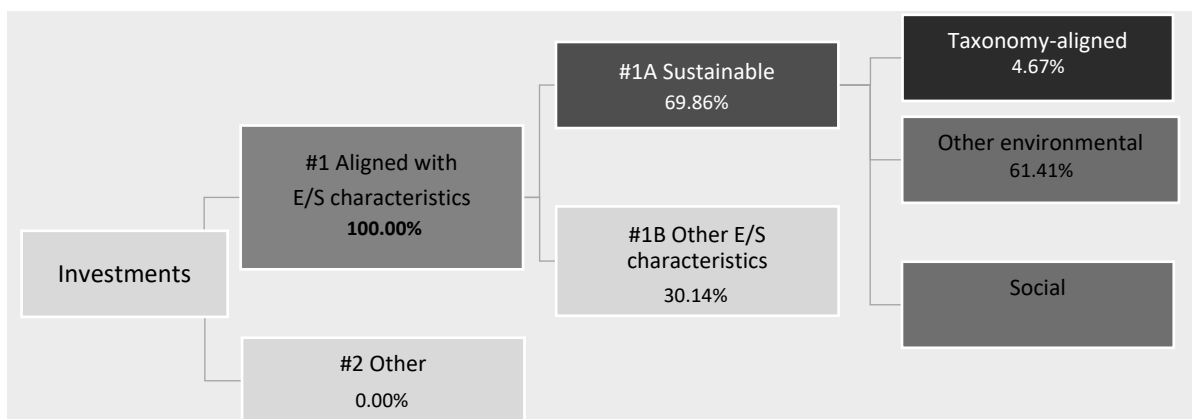 Investments
#1 Aligned with
E/S characteristics
100.00%
#2 Other
0.00%
#1A Sustainable
69.86%
#1B Other E/S
characteristics
30.14%
Taxonomy-aligned
4.67%
Other environmental
61.41%
Social